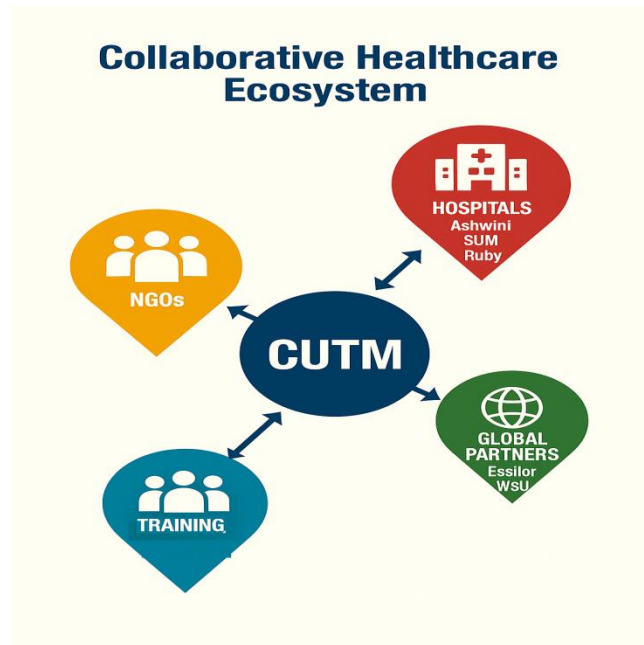 Collaborative Healthcare
Ecosystem
HOSPITALS
Ashwini
SUM
Ruby
NGOs
CUTM
GLOBAL
PARTNERS
Essilor
WsU
TRAINING